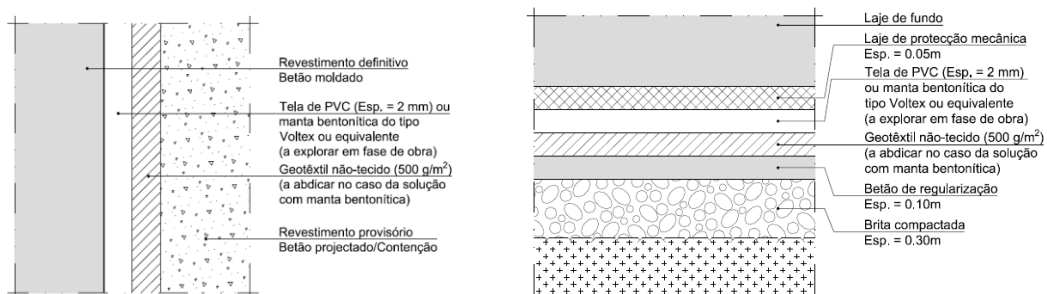 Revestimento definitivo
Betão moldado
Tela de PVC (Esp. = 2 mm) ou
manta bentonítica do tipo
Voltex ou equivalente
(a explorar em fase de obra)
Geotêxtil não-tecido (500 g/m²)
(a abdicar no caso da solução
com manta bentonítica)
Revestimento provisório
Betão projectado/Contenção
Laje de fundo
Laje de protecção mecânica
Esp. = 0.05m
Tela de PVC (Esp. = 2 mm)
ou manta bentonítica do
tipo Voltex ou equivalente
(a explorar em fase de obra)
Geotêxtil não-tecido (500 g/m²)
(a abdicar no caso da solução
com manta bentonítica)
Betão de regularização
Esp. = 0.10m
Brita compactada
Esp. = 0.30m